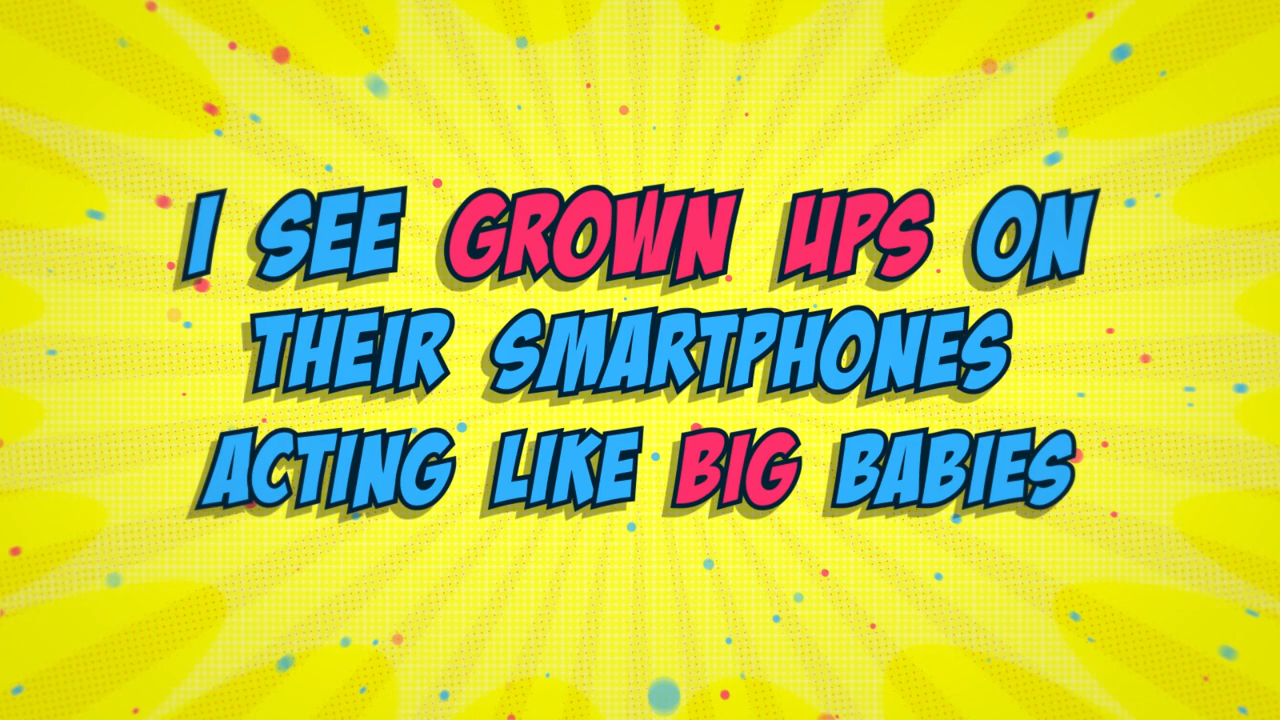 I SEE GROWN UPS ON
THEIR SMARTPHONES
ACTING LIKE BIG BABIES